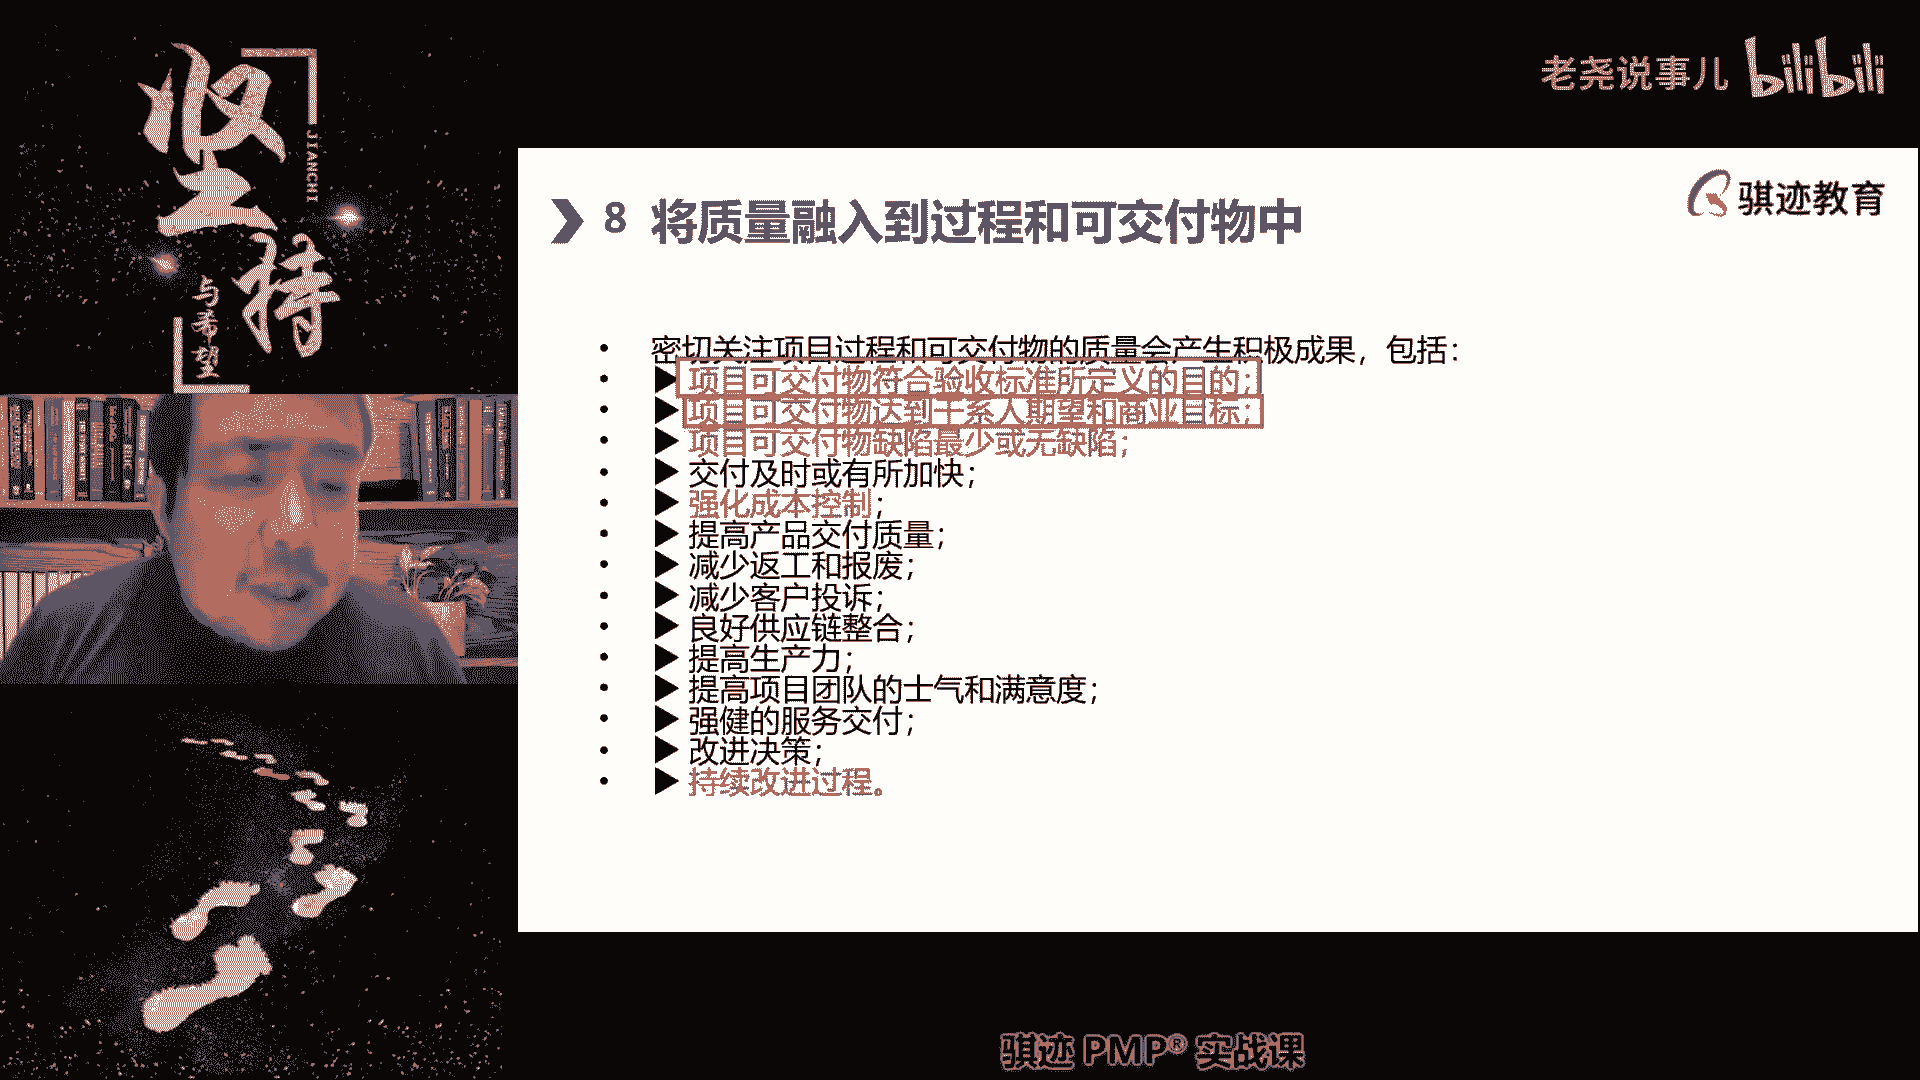 坚持
JIANCHI
与希望
老尧说事儿 bilibili
骐迹教育
8 将质量融入到过程和可交付物中
• 密切关注项目过程和可交付物的质量会产生积极成果，包括：
• ▶ 项目可交付物符合验收标准所定义的目的；
• ▶ 项目可交付物达到干系人期望和商业目标；
• ▶ 项目可交付物缺陷最少或无缺陷；
• ▶ 交付及时或有所加快；
• ▶ 强化成本控制；
• ▶ 提高产品交付质量；
• ▶ 减少返工和报废；
• ▶ 减少客户投诉；
• ▶ 良好供应链整合；
• ▶ 提高生产力；
• ▶ 提高项目团队的士气和满意度；
• ▶ 强健的服务交付；
• ▶ 改进决策；
• ▶ 持续改进过程。
骐迹 PMP® 实战课